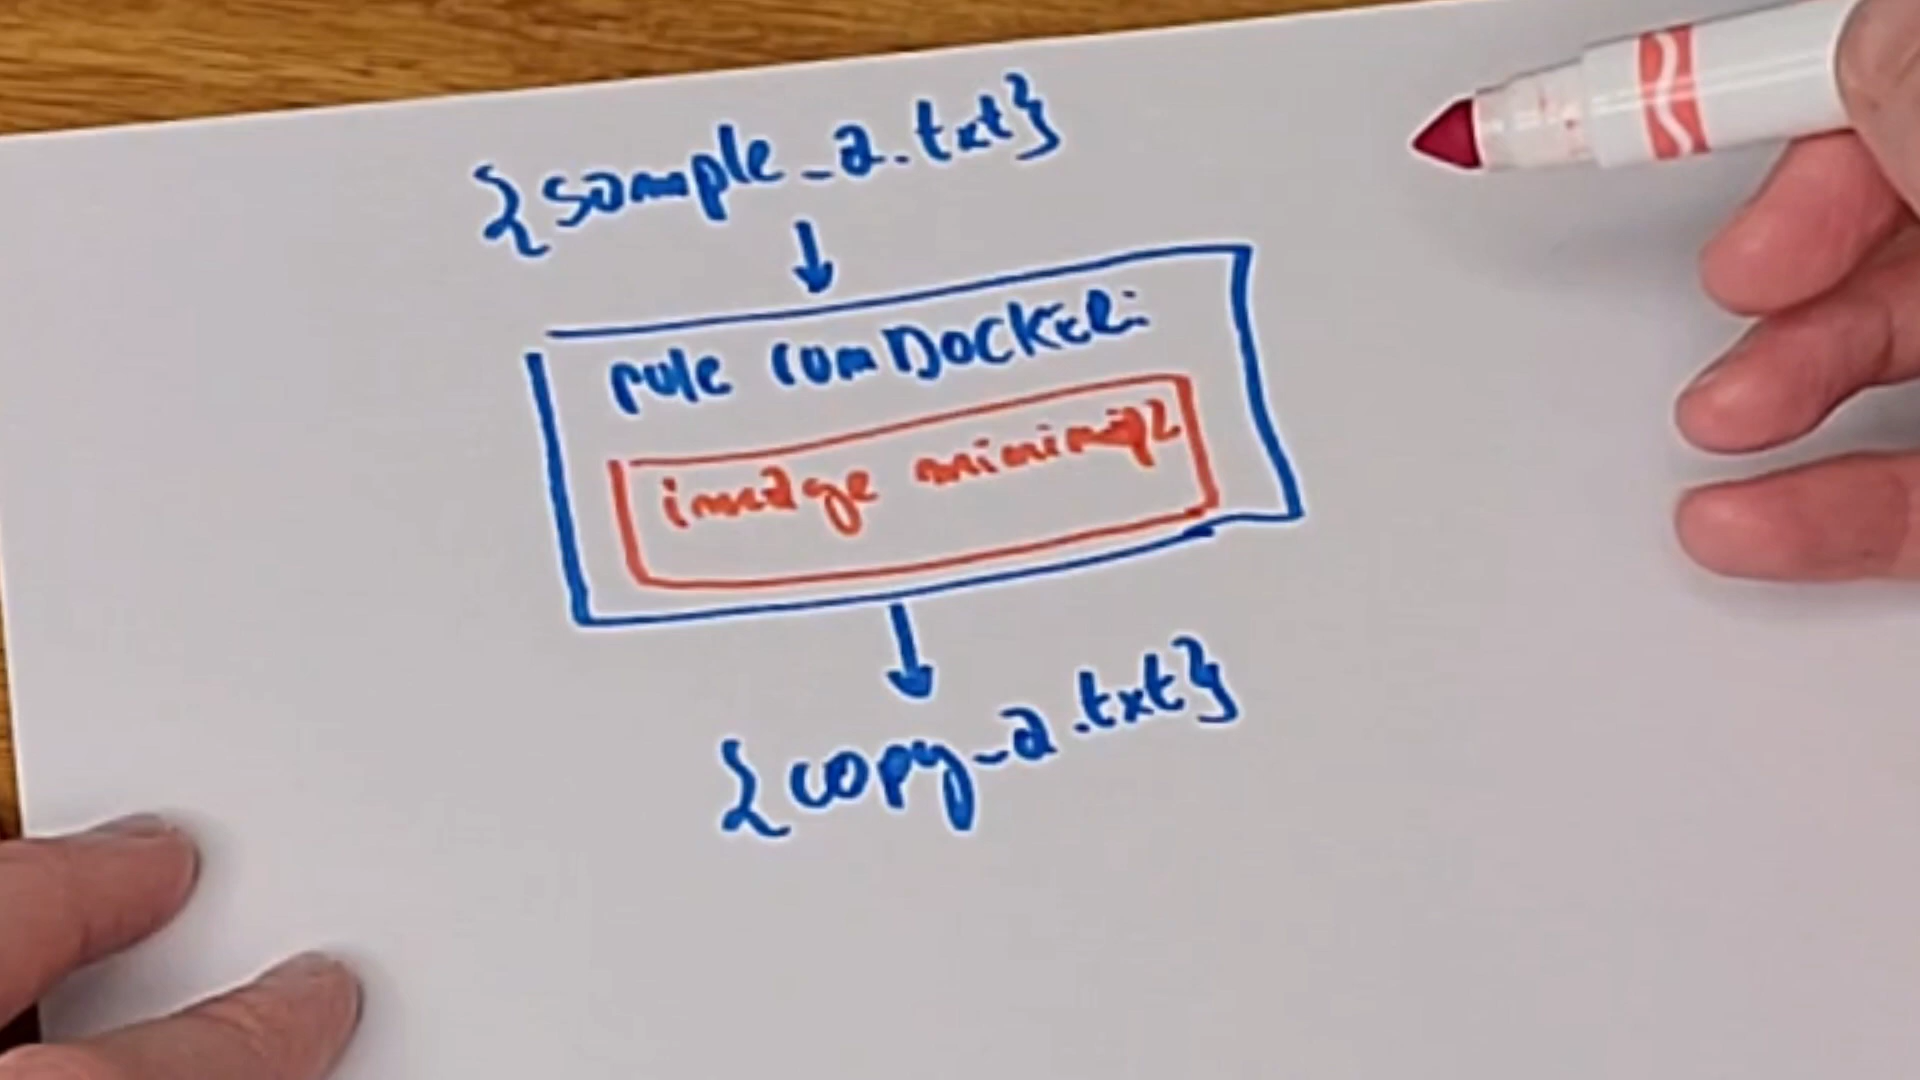 {sample_a.txt}
rule runDOCKER:
image minimap2
{copy_a.txt}